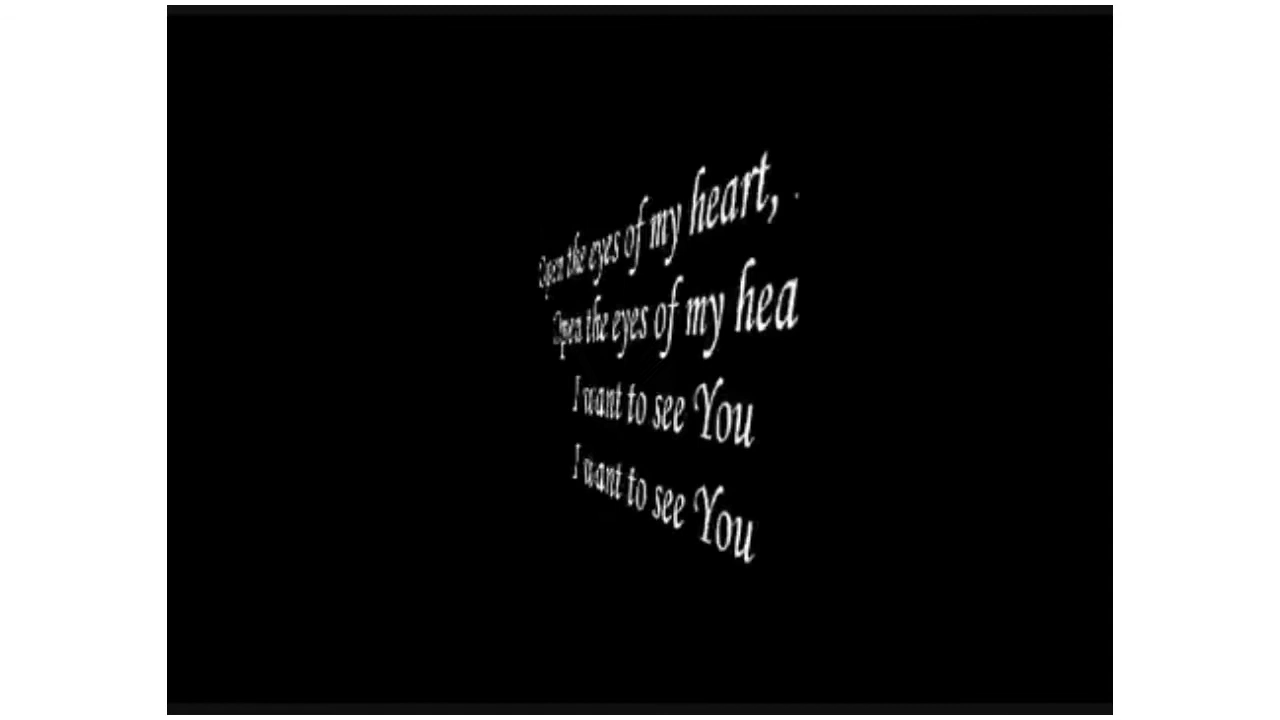 Open the eyes of my heart,
Open the eyes of my hea
I want to see You
I want to see You